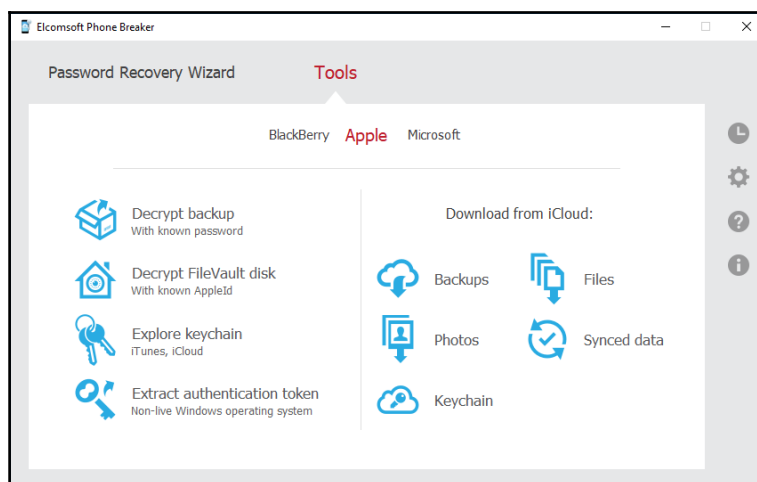 Elcomsoft Phone Breaker
Password Recovery Wizard
Tools
BlackBerry Apple Microsoft
Decrypt backup
With known password
Decrypt FileVault disk
With known AppleId
Explore keychain
iTunes, iCloud
Extract authentication token
Non-live Windows operating system
Download from iCloud:
Backups
Files
Photos
Synced data
Keychain